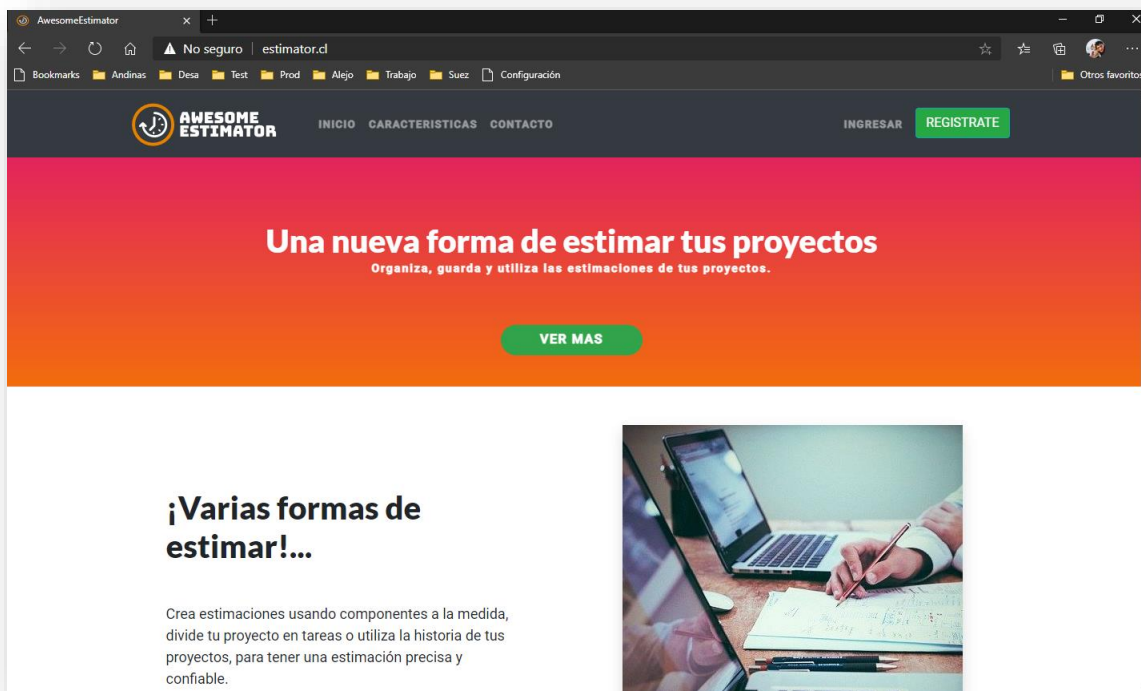 AwesomeEstimator
No seguro | estimator.cl
Bookmarks Andinas Desa Test Prod Alejo Trabajo Suez Configuración Otros favoritos
AWESOME
ESTIMATOR
INICIO CARACTERISTICAS CONTACTO INGRESAR REGISTRATE
Una nueva forma de estimar tus proyectos
Organiza, guarda y utiliza las estimaciones de tus proyectos.
VER MAS
¡Varias formas de
estimar!...
Crea estimaciones usando componentes a la medida,
divide tu proyecto en tareas o utiliza la historia de tus
proyectos, para tener una estimación precisa y
confiable.